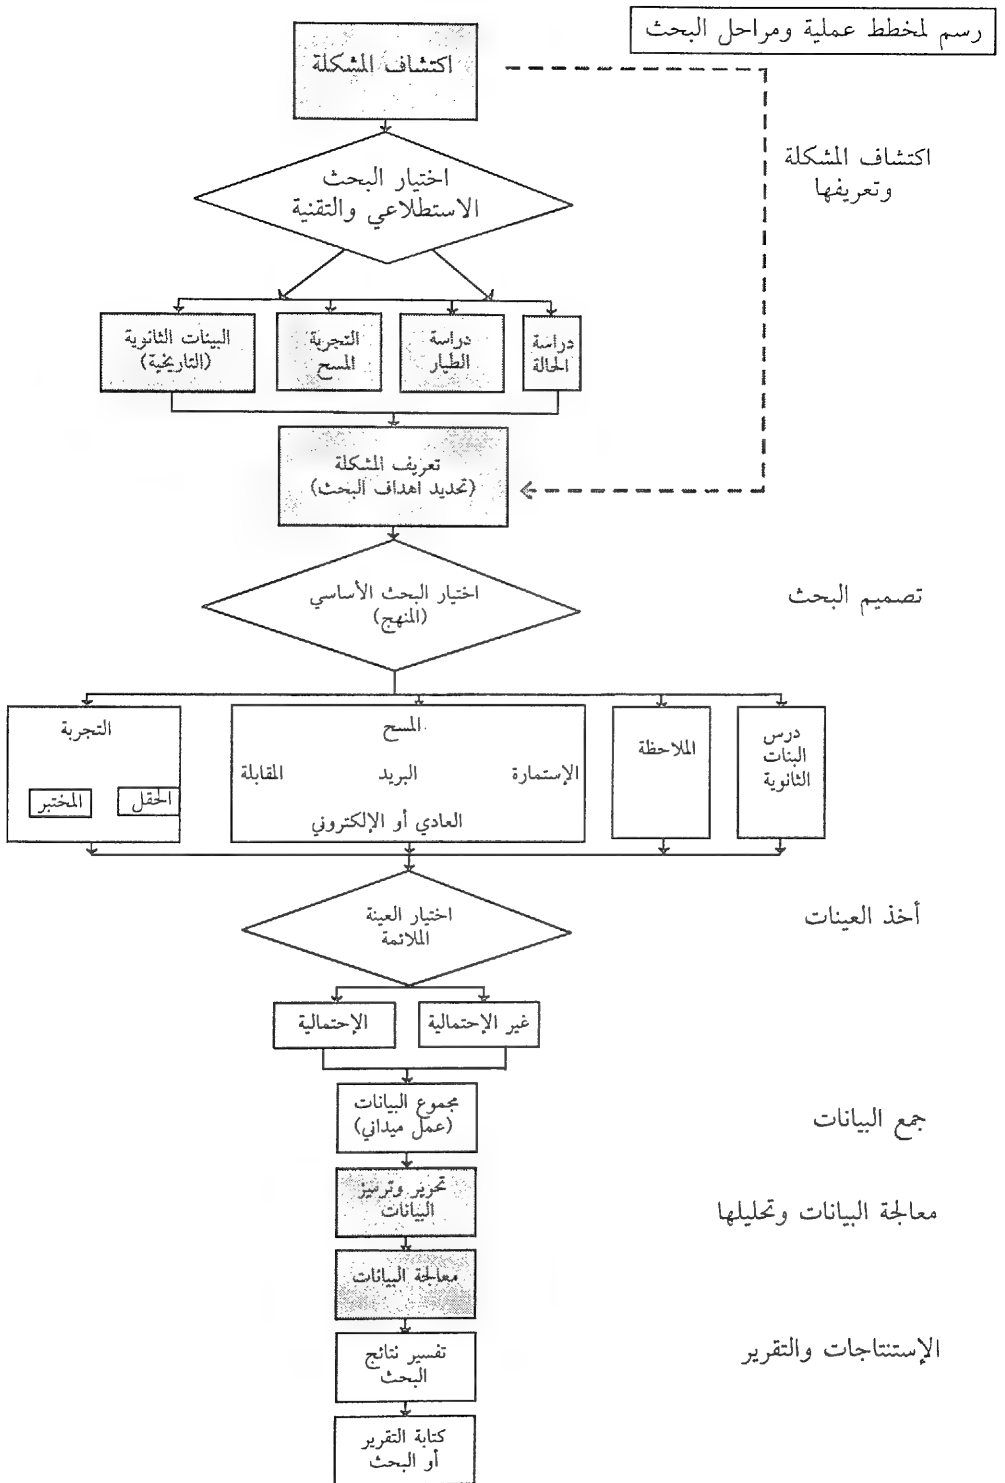 رسم لمخطط عملية ومراحل البحث
اكتشاف المشكلة
اكتشاف المشكلة
وتعريفها
اختيار البحث
الاستطلاعي والتقنية
دراسة
الحالة
دراسة
الطيار
التجربة
المسح
البينات الثانوية
(التاريخية)
تعريف المشكلة
(تحديد اهداف البحث)
تصميم البحث
اختيار البحث الأساسي
(المنهج)
درس
البنات
الثانوية
الملاحظة
المسح
الإستمارة
البريد
المقابلة
العادي أو الإلكتروني
التجربة
الحقل
المختبر
أخذ العينات
اختيار العينة
الملائمة
غير الإحتمالية
الإحتمالية
جمع البيانات
مجموع البيانات
(عمل ميداني)
معالجة البيانات وتحليلها
تحوير وترميز
البيانات
معالجة البيانات
الإستنتاجات والتقرير
تفسير نتائج
البحث
كتابة التقرير
أو البحث